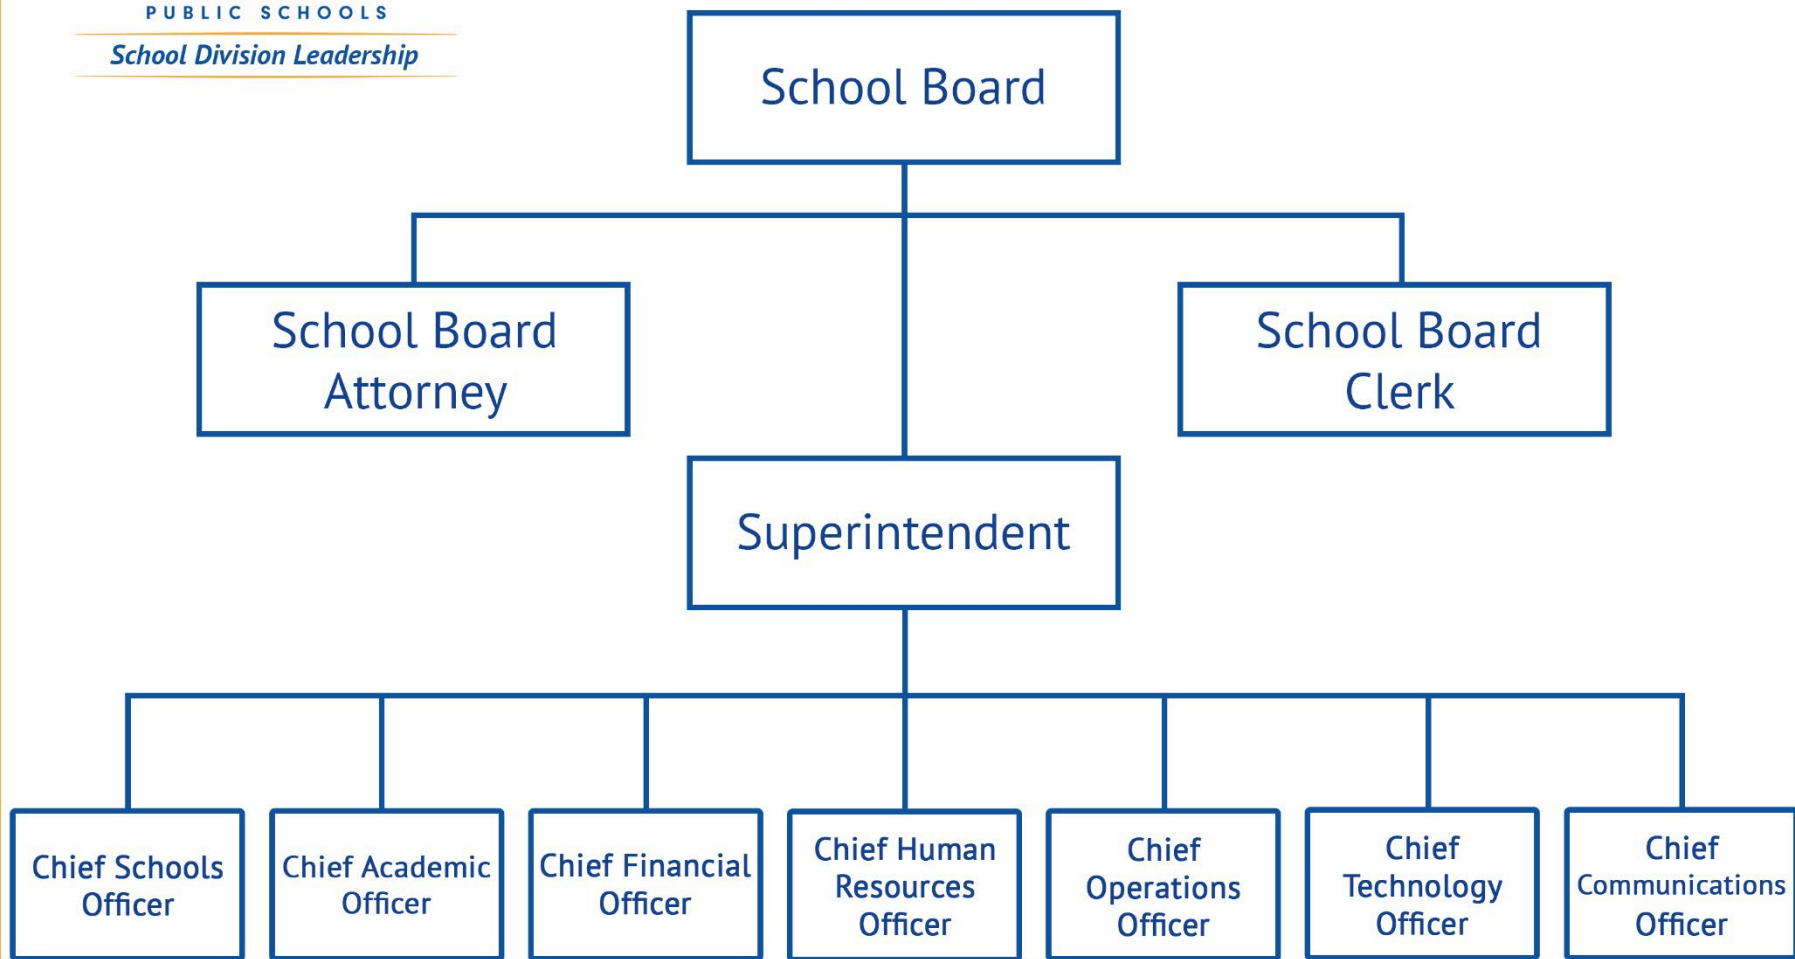 PUBLIC SCHOOLS
School Division Leadership
School Board
School Board
Attorney
School Board
Clerk
Superintendent
Chief Schools
Officer
Chief Academic
Officer
Chief Financial
Officer
Chief Human
Resources
Officer
Chief
Operations
Officer
Chief
Technology
Officer
Chief
Communications
Officer